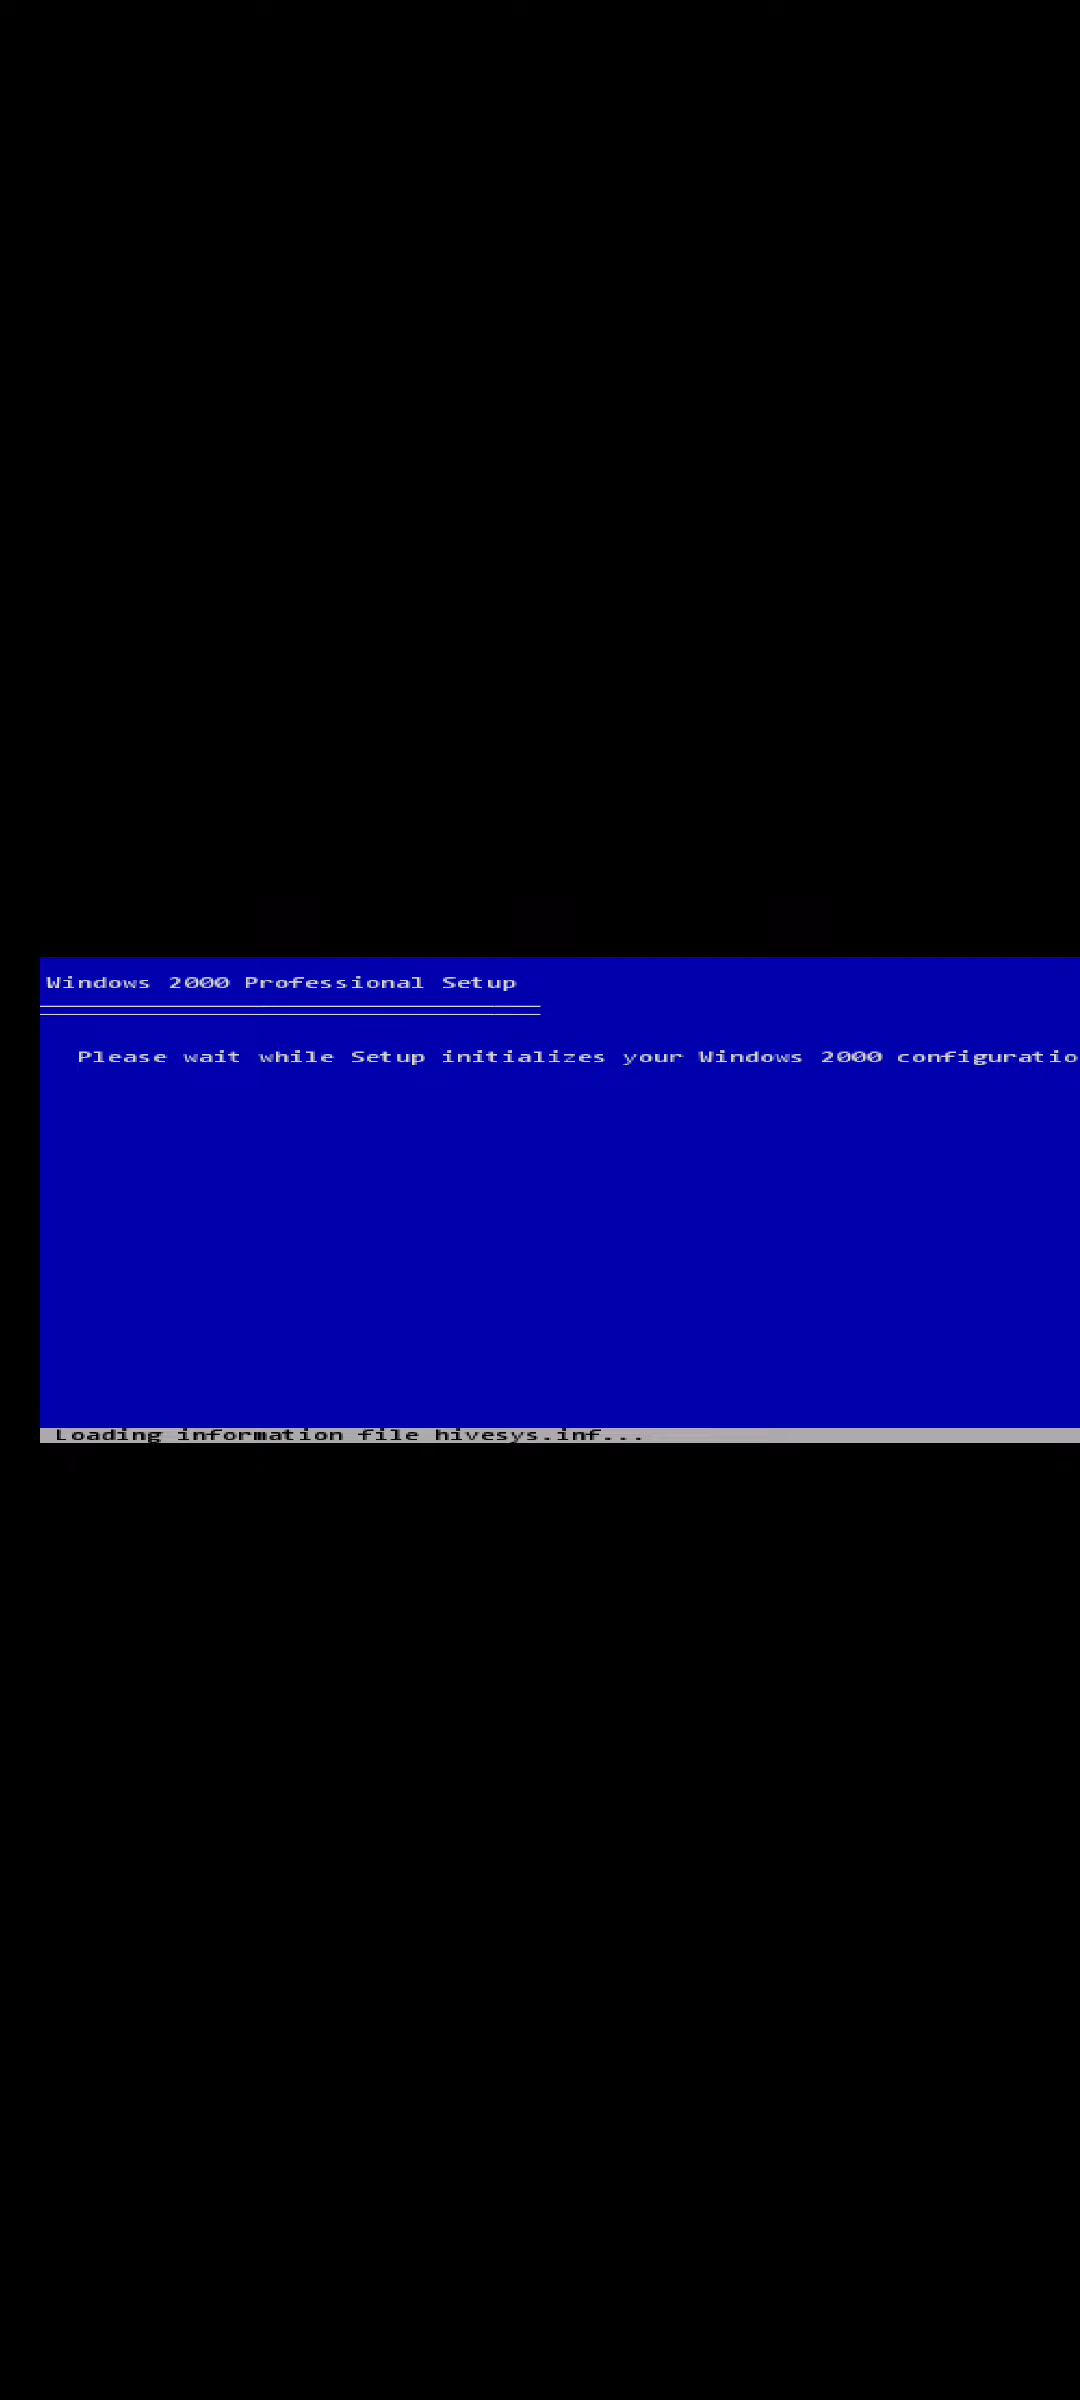 Windows 2000 Professional Setup
Please wait while Setup initializes your Windows 2000 configuratio
Loading information file hivesys.inf...